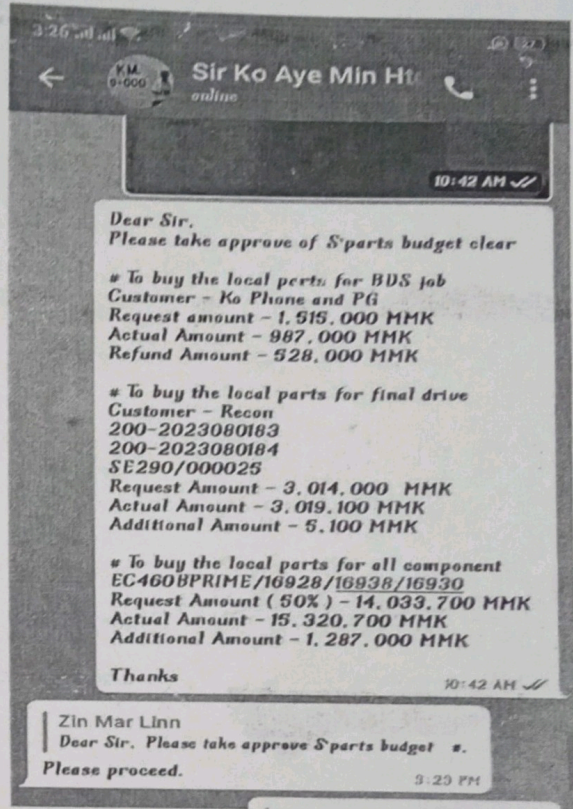 3:26
KM.
9-000
Sir Ko Aye Min Ht
online
10:42 AM
Dear Sir,
Please take approve of S'parts budget clear
# To buy the local perts for BDS job
Customer - Ko Phone and PG
Request amount - 1,515,000 MMK
Actual Amount - 987,000 MMK
Refund Amount - 528,000 MMK
# To buy the local parts for final drive
Customer - Recon
200-2023080183
200-2023080184
SE290/000025
Request Amount - 3,014,000 MMK
Actual Amount - 3,019,100 MMK
Additional Amount - 5,100 MMK
# To buy the local parts for all component
EC460BPRIME/16928/16938/16930
Request Amount ( 50% ) - 14,033,700 MMK
Actual Amount - 15,320,700 MMK
Additional Amount - 1,287,000 MMK
Thanks
10:42 AM
Zin Mar Linn
Dear Sir, Please take approve S'parts budget #.
Please proceed.
3:29 PM